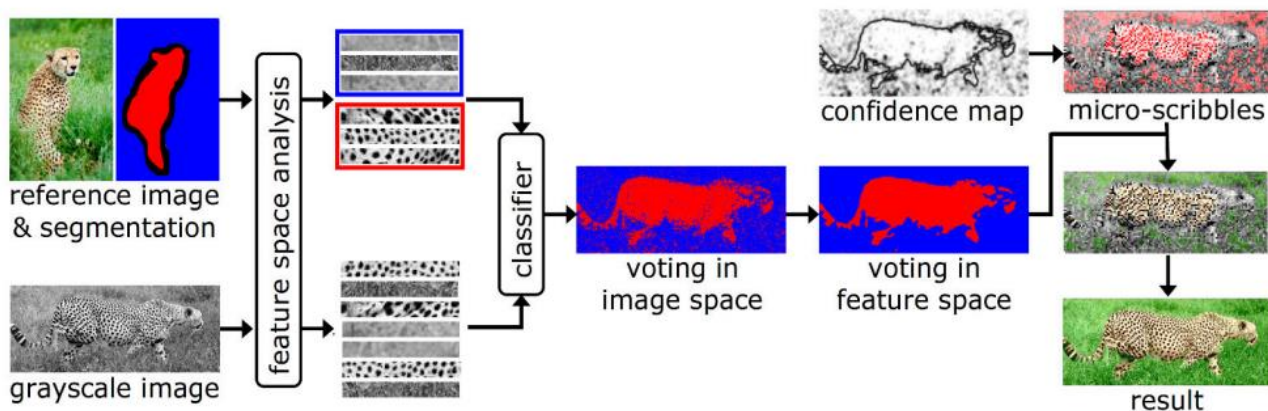 reference image
& segmentation
grayscale image
feature space analysis
classifier
voting in
image space
voting in
feature space
confidence map
micro-scribbles
result